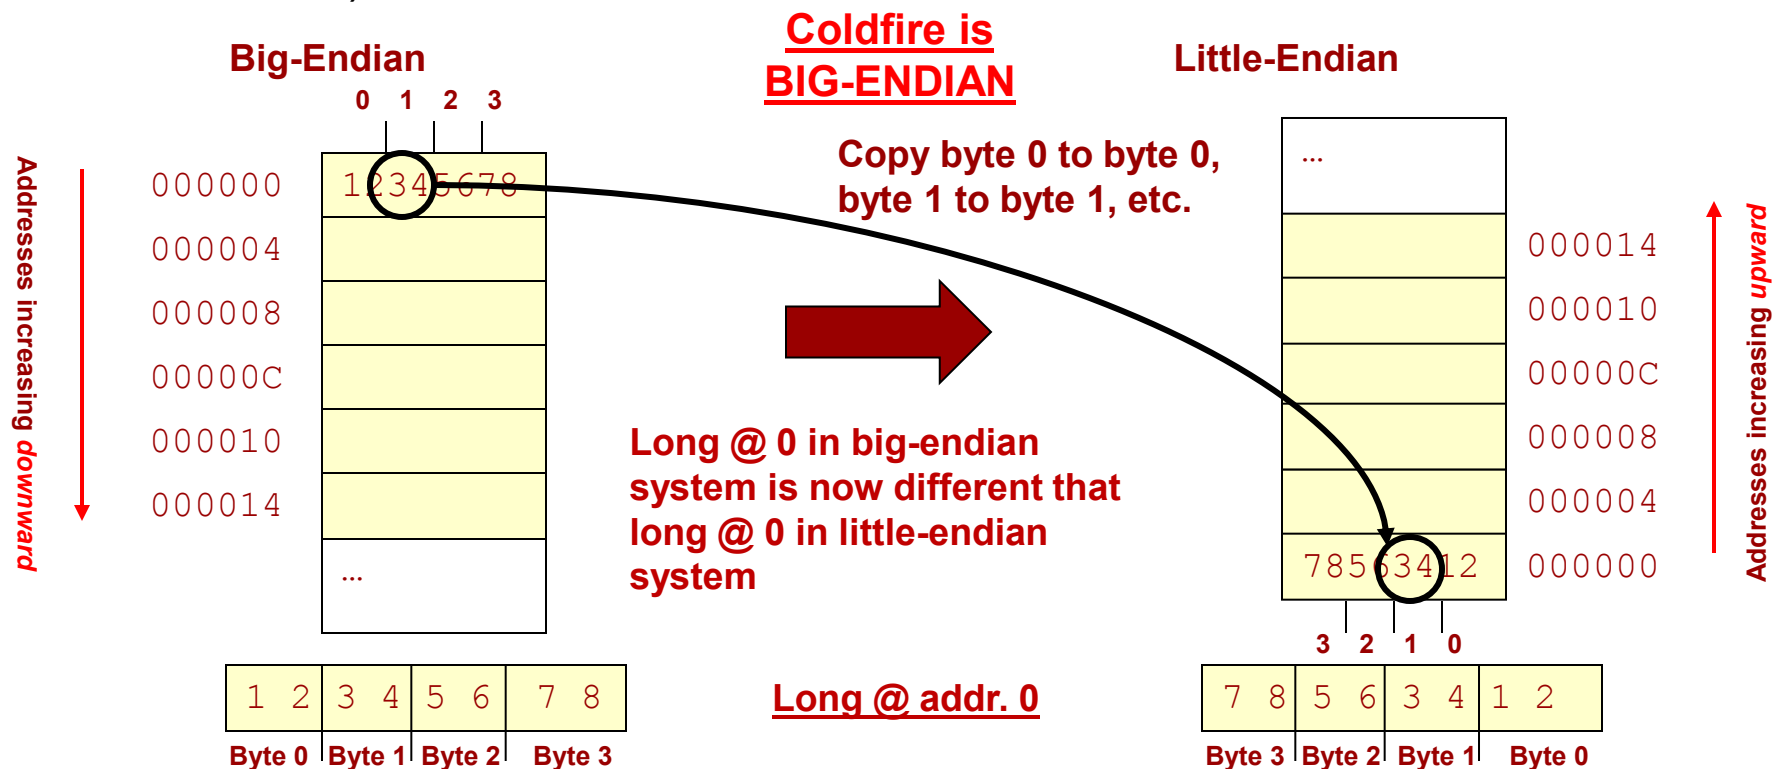 Coldfire is
BIG-ENDIAN
Big-Endian
Little-Endian
0 1 2 3
Addresses increasing downward
000000
12345678
000004
000008
00000C
000010
000014
...
Copy byte 0 to byte 0,
byte 1 to byte 1, etc.
Long @ 0 in big-endian
system is now different that
long @ 0 in little-endian
system
...
000014
000010
00000C
000008
000004
78563412
000000
3 2 1 0
Addresses increasing upward
1 2 3 4 5 6 7 8
Byte 0 Byte 1 Byte 2 Byte 3
Long @ addr. 0
7 8 5 6 3 4 1 2
Byte 3 Byte 2 Byte 1 Byte 0